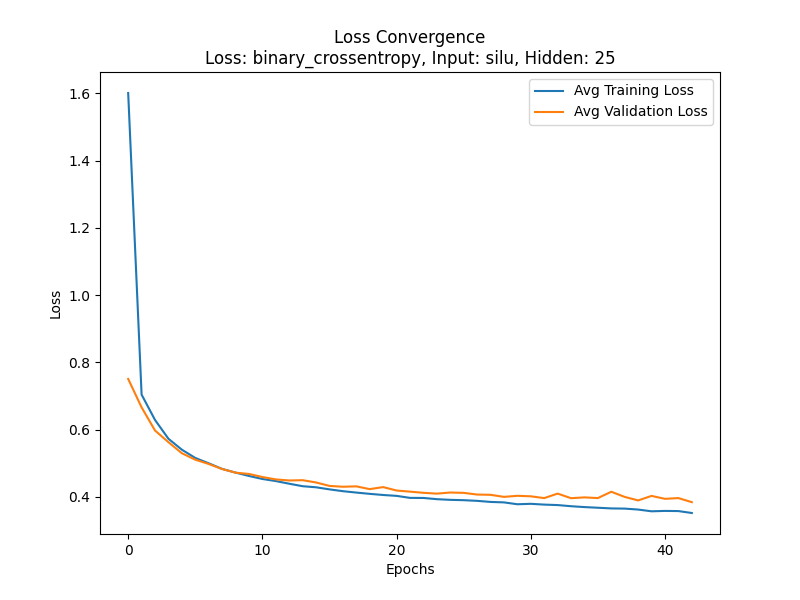 Loss Convergence
Loss: binary_crossentropy, Input: silu, Hidden: 25
Avg Training Loss
Avg Validation Loss
1.6
1.4
1.2
1.0
0.8
0.6
0.4
Loss
0 10 20 30 40
Epochs